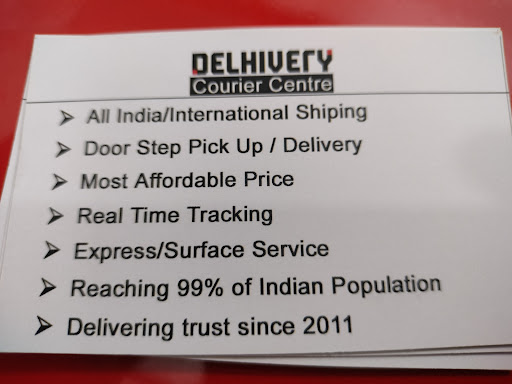 DELHIVERY
Courier Centre
➢ All India/International Shiping
➢ Door Step Pick Up / Delivery
➢ Most Affordable Price
➢ Real Time Tracking
➢ Express/Surface Service
➢ Reaching 99% of Indian Population
➢ Delivering trust since 2011